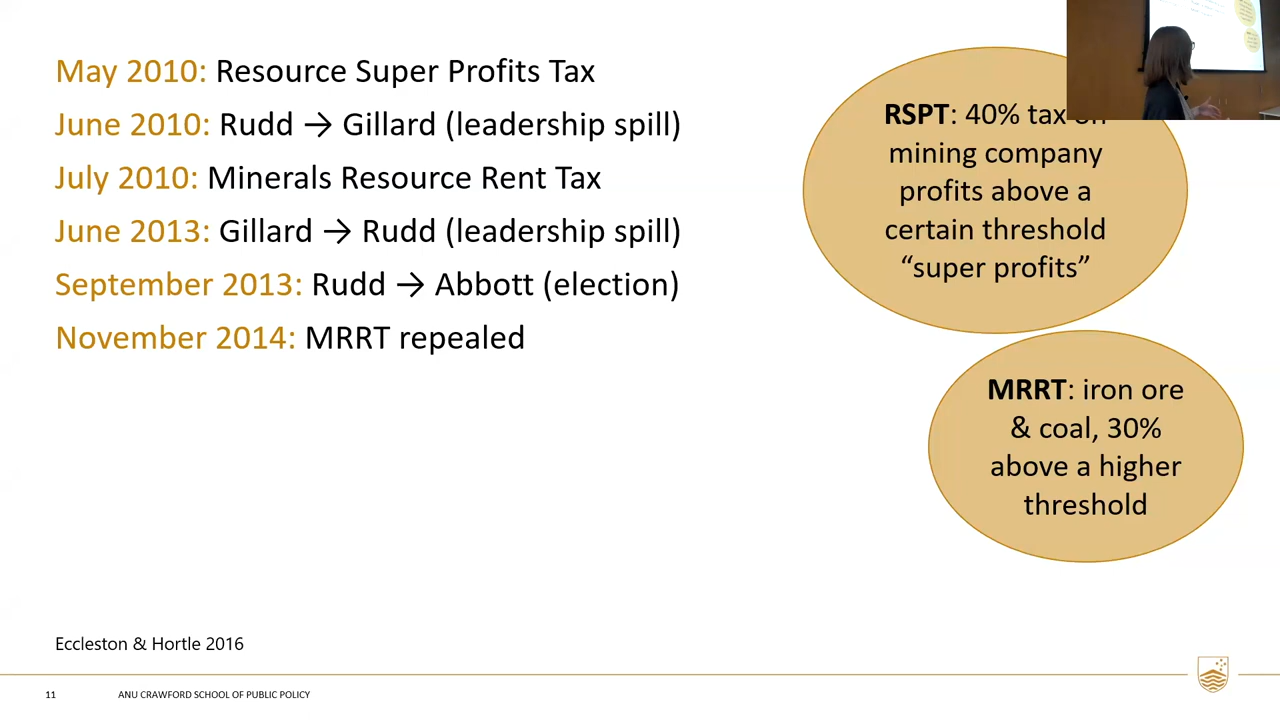 May 2010: Resource Super Profits Tax
June 2010: Rudd → Gillard (leadership spill)
July 2010: Minerals Resource Rent Tax
June 2013: Gillard → Rudd (leadership spill)
September 2013: Rudd → Abbott (election)
November 2014: MRRT repealed
RSPT: 40% tax on
mining company
profits above a
certain threshold
“super profits”
MRRT: iron ore
& coal, 30%
above a higher
threshold
Eccleston & Hortle 2016
11 ANU CRAWFORD SCHOOL OF PUBLIC POLICY